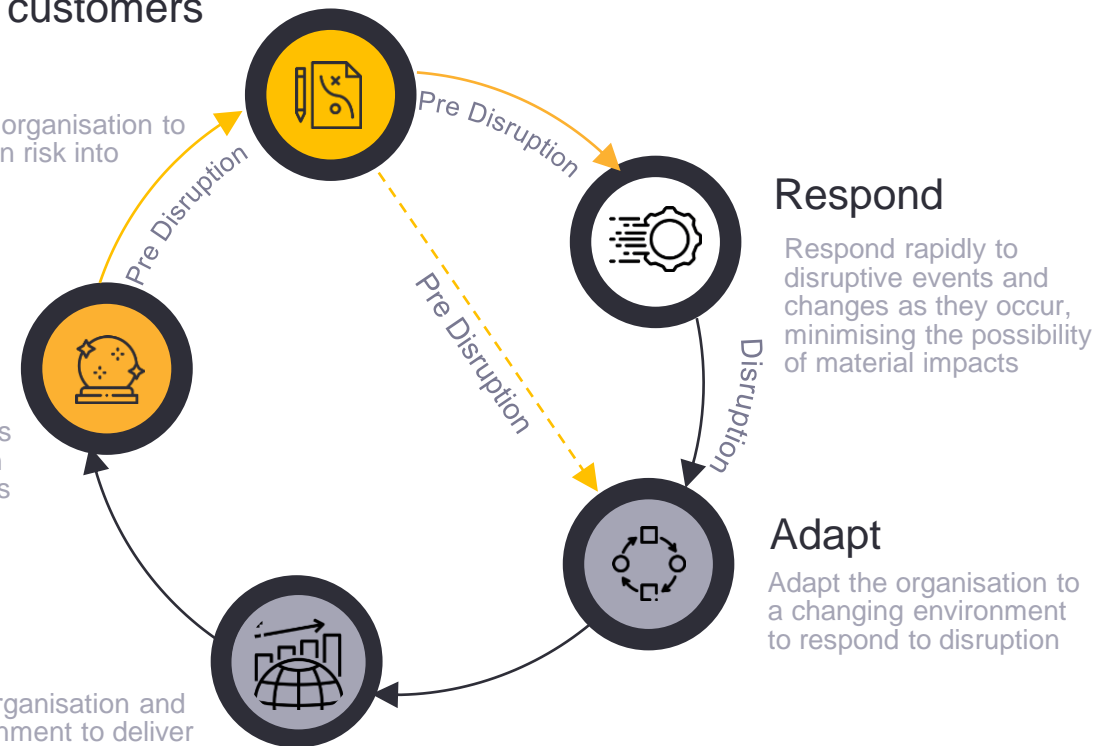 customers
organisation to
risk into
Pre Disruption
Pre Disruption
Pre Disruption
Respond
Respond rapidly to
disruptive events and
changes as they occur,
minimising the possibility
of material impacts
Disruption
Adapt
Adapt the organisation to
a changing environment
to respond to disruption
and
to deliver